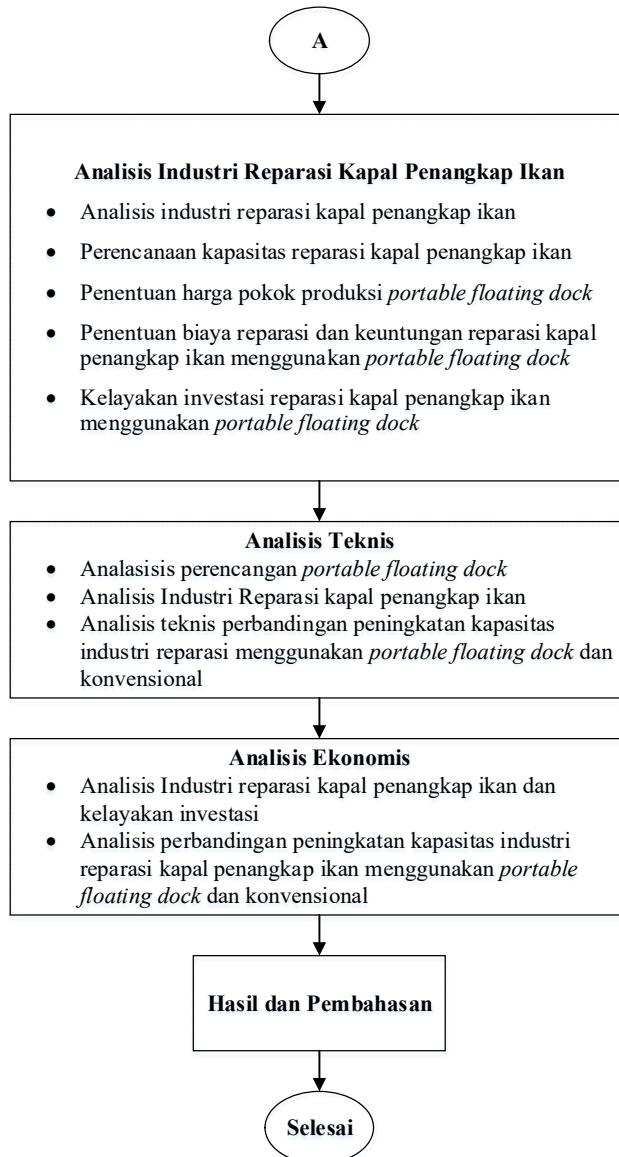 A
Analisis Industri Reparasi Kapal Penangkap Ikan
• Analisis industri reparasi kapal penangkap ikan
• Perencanaan kapasitas reparasi kapal penangkap ikan
• Penentuan harga pokok produksi portable floating dock
• Penentuan biaya reparasi dan keuntungan reparasi kapal
penangkap ikan menggunakan portable floating dock
• Kelayakan investasi reparasi kapal penangkap ikan
menggunakan portable floating dock
Analisis Teknis
• Analasisis perencangan portable floating dock
• Analisis Industri Reparasi kapal penangkap ikan
• Analisis teknis perbandingan peningkatan kapasitas
industri reparasi menggunakan portable floating dock dan
konvensional
Analisis Ekonomis
• Analisis Industri reparasi kapal penangkap ikan dan
kelayakan investasi
• Analisis perbandingan peningkatan kapasitas industri
reparasi kapal penangkap ikan menggunakan portable
floating dock dan konvensional
Hasil dan Pembahasan
Selesai